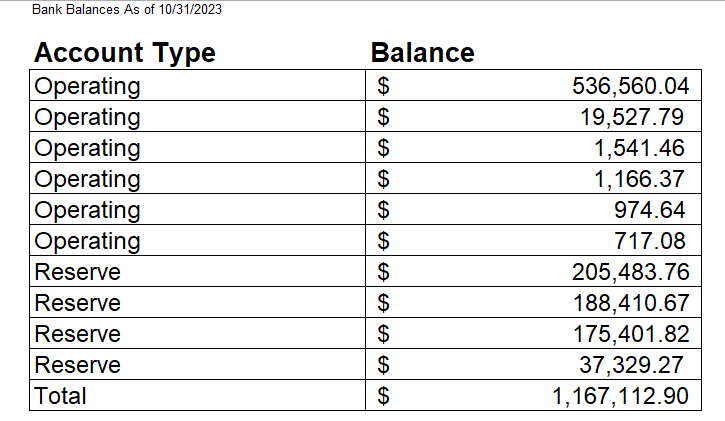 Bank Balances As of 10/31/2023
Account Type Balance
Operating $ 536,560.04
Operating $ 19,527.79
Operating $ 1,541.46
Operating $ 1,166.37
Operating $ 974.64
Operating $ 717.08
Reserve $ 205,483.76
Reserve $ 188,410.67
Reserve $ 175,401.82
Reserve $ 37,329.27
Total $ 1,167,112.90